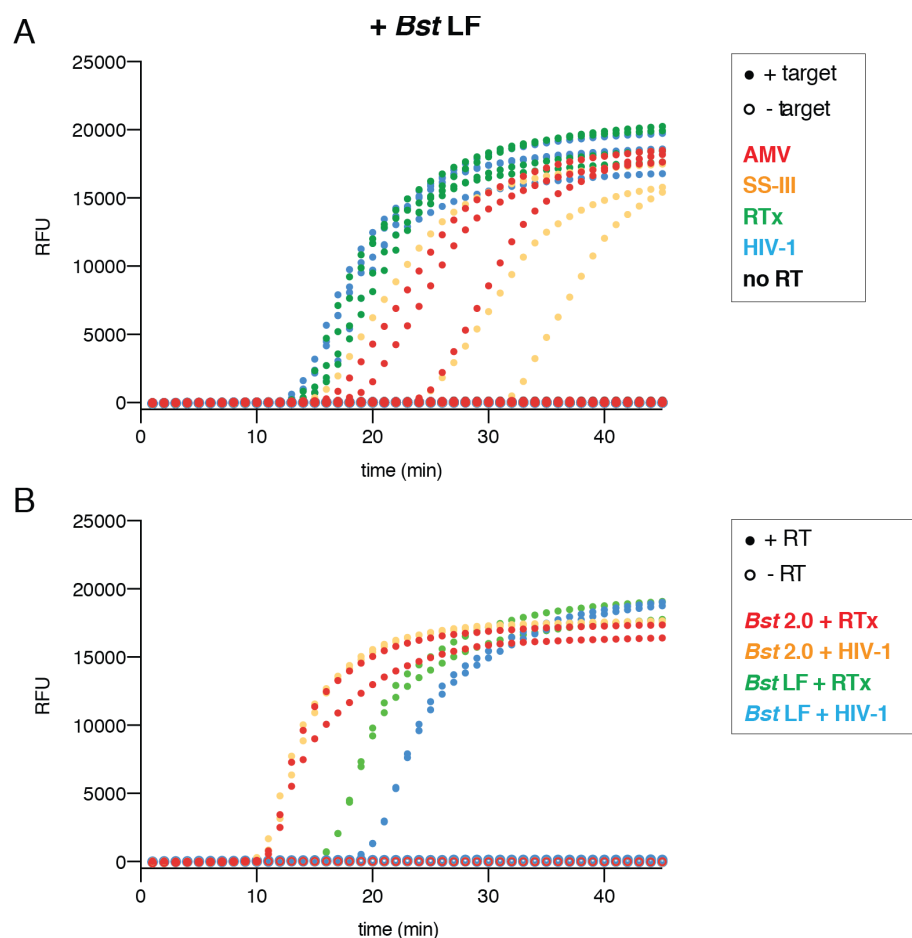 A
+ Bst LF
25000
20000
15000
10000
5000
0
RFU
0 10 20 30 40
time (min)
+ target
- target
AMV
SS-III
RTx
HIV-1
no RT
B
25000
20000
15000
10000
5000
0
RFU
0 10 20 30 40
time (min)
+ RT
- RT
Bst 2.0 + RTx
Bst 2.0 + HIV-1
Bst LF + RTx
Bst LF + HIV-1